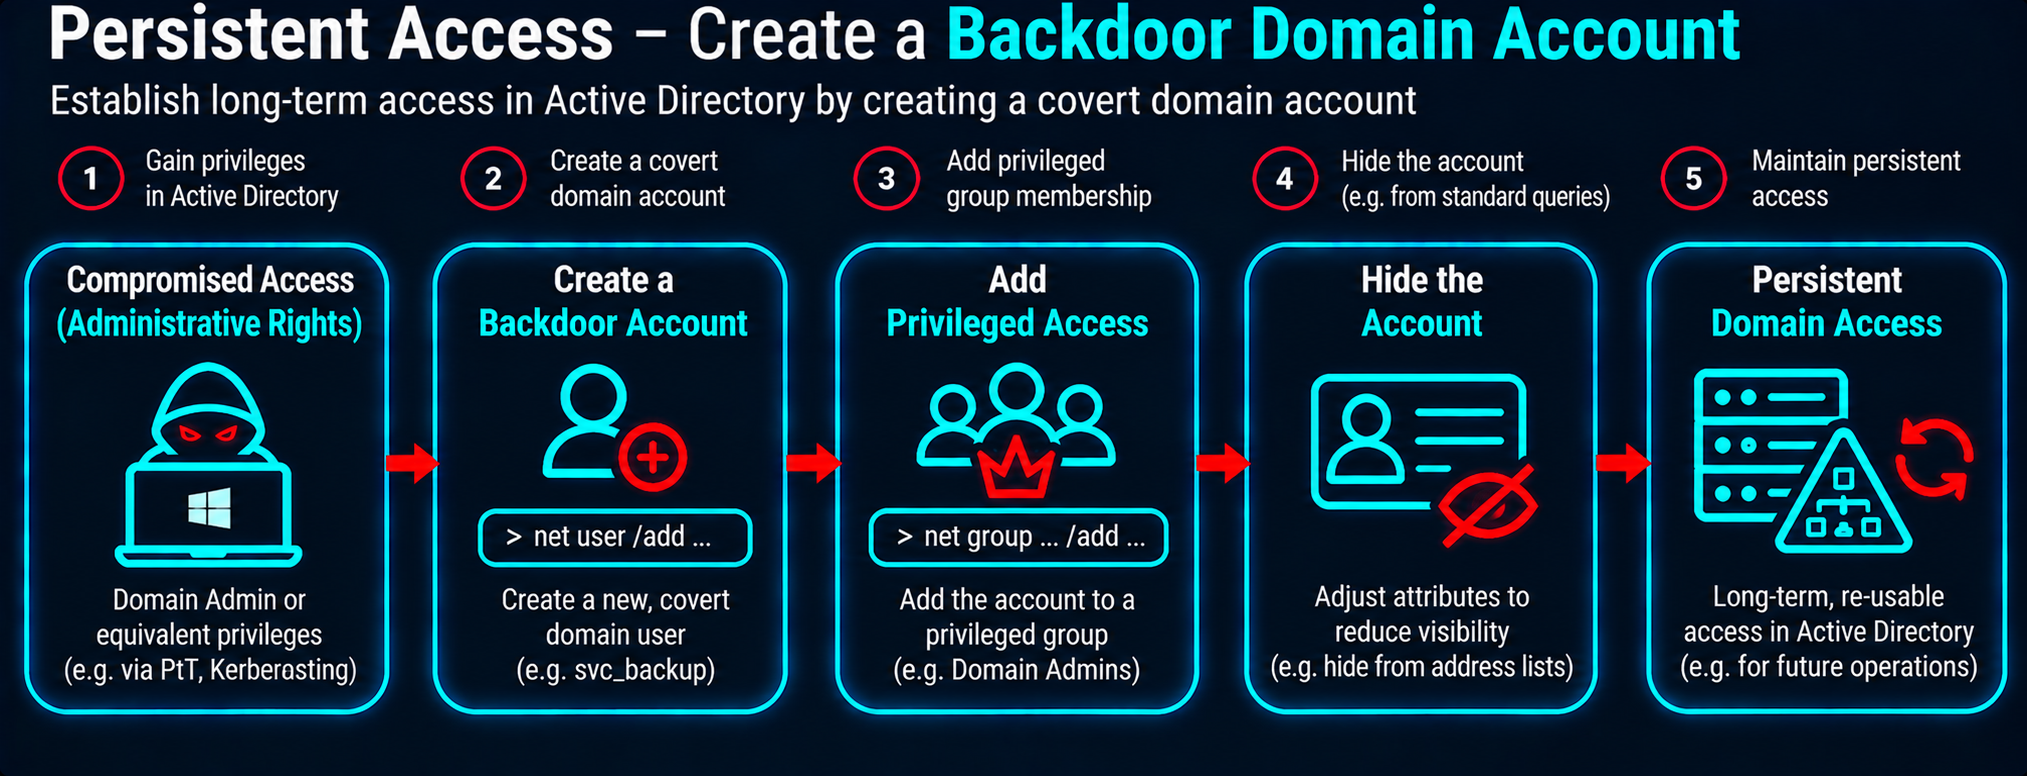 Persistent Access – Create a Backdoor Domain Account
Establish long-term access in Active Directory by creating a covert domain account
1
Gain privileges
in Active Directory
2
Create a covert
domain account
3
Add privileged
group membership
4
Hide the account
(e.g. from standard queries)
5
Maintain persistent
access
Compromised Access
(Administrative Rights)
Domain Admin or
equivalent privileges
(e.g. via PtT, Kerberoasting)
Create a
Backdoor Account
> net user /add ...
Create a new, covert
domain user
(e.g. svc_backup)
Add
Privileged Access
> net group ... /add ...
Add the account to a
privileged group
(e.g. Domain Admins)
Hide the
Account
Adjust attributes to
reduce visibility
(e.g. hide from address lists)
Persistent
Domain Access
Long-term, re-usable
access in Active Directory
(e.g. for future operations)